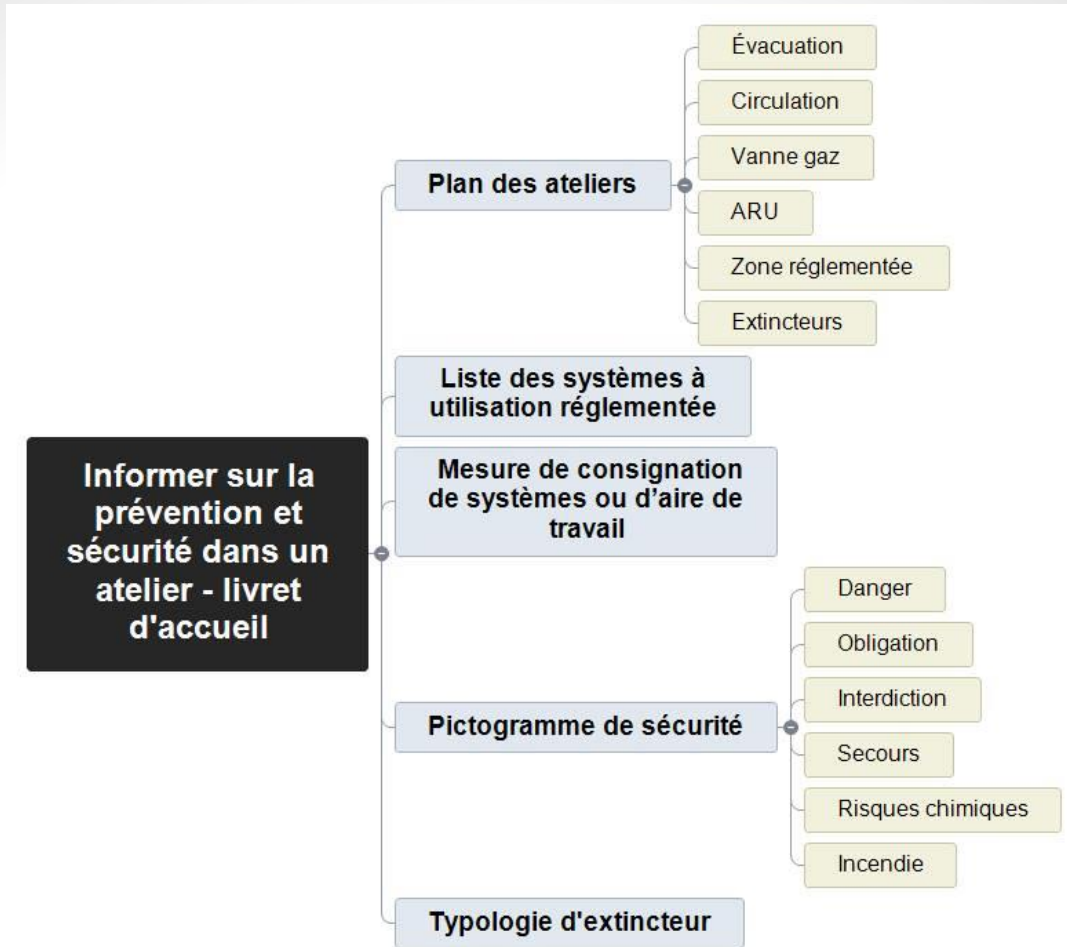 Informer sur la
prévention et
sécurité dans un
atelier - livret
d'accueil
Plan des ateliers
Évacuation
Circulation
Vanne gaz
ARU
Zone réglementée
Extincteurs
Liste des systèmes à
utilisation réglementée
Mesure de consignation
de systèmes ou d’aire de
travail
Pictogramme de sécurité
Danger
Obligation
Interdiction
Secours
Risques chimiques
Incendie
Typologie d'extincteur